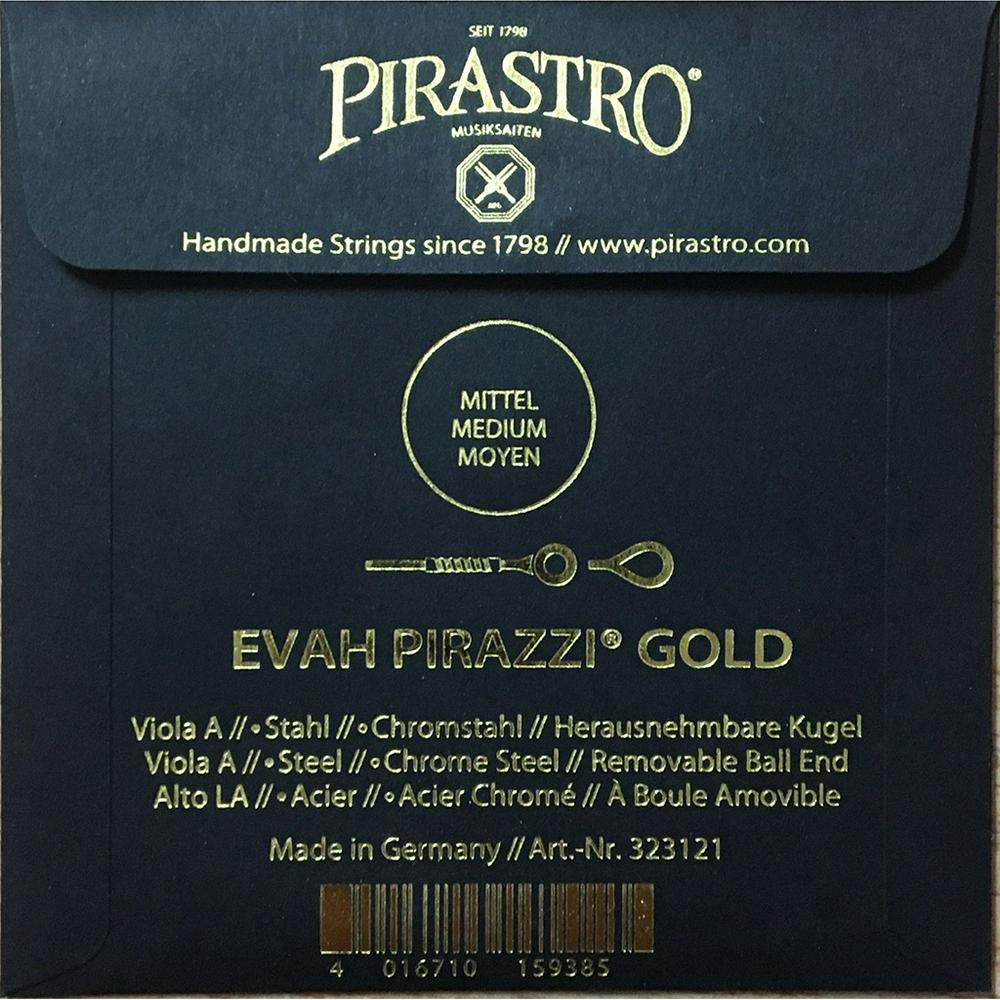 SEIT 1798
PIRASTRO®
MUSIKSAITEN
Handmade Strings since 1798 // www.pirastro.com
MITTEL
MEDIUM
MOYEN
EVAH PIRAZZI® GOLD
Viola A // • Stahl // ∘ Chromstahl // Herausnehmbare Kugel
Viola A // • Steel // ∘ Chrome Steel // Removable Ball End
Alto LA // • Acier // ∘ Acier Chromé // À Boule Amovible
Made in Germany // Art.-Nr. 323121
4 016710 159385